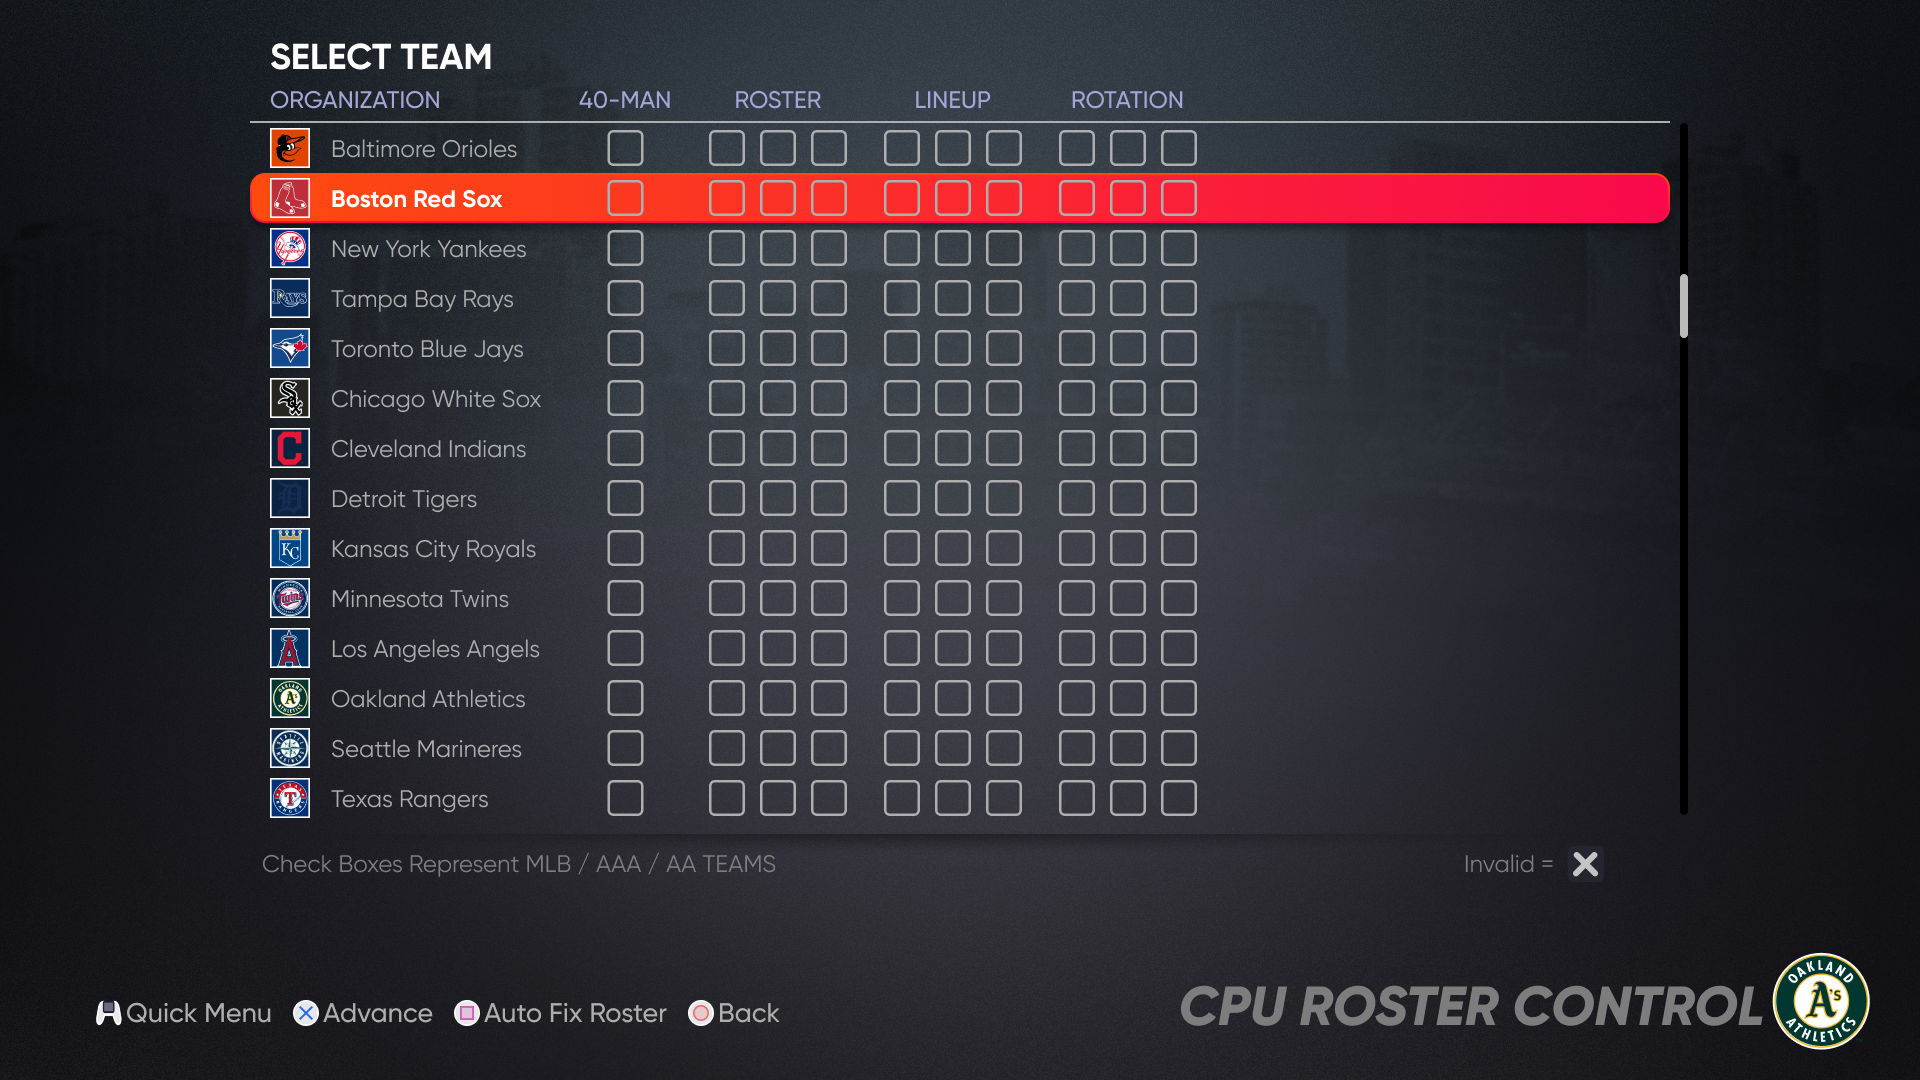 SELECT TEAM
ORGANIZATION 40-MAN ROSTER LINEUP ROTATION
Baltimore Orioles
Boston Red Sox
New York Yankees
Tampa Bay Rays
Toronto Blue Jays
Chicago White Sox
Cleveland Indians
Detroit Tigers
Kansas City Royals
Minnesota Twins
Los Angeles Angels
Oakland Athletics
Seattle Marineres
Texas Rangers
Check Boxes Represent MLB / AAA / AA TEAMS Invalid =
Quick Menu Advance Auto Fix Roster Back
CPU ROSTER CONTROL
OAKLAND
A's
ATHLETICS